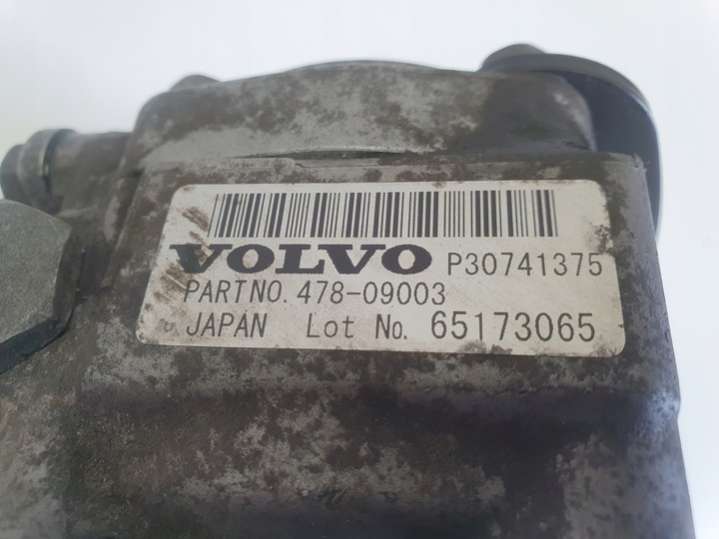 VOLVO P30741375
PARTNO. 478-09003
JAPAN Lot No. 65173065